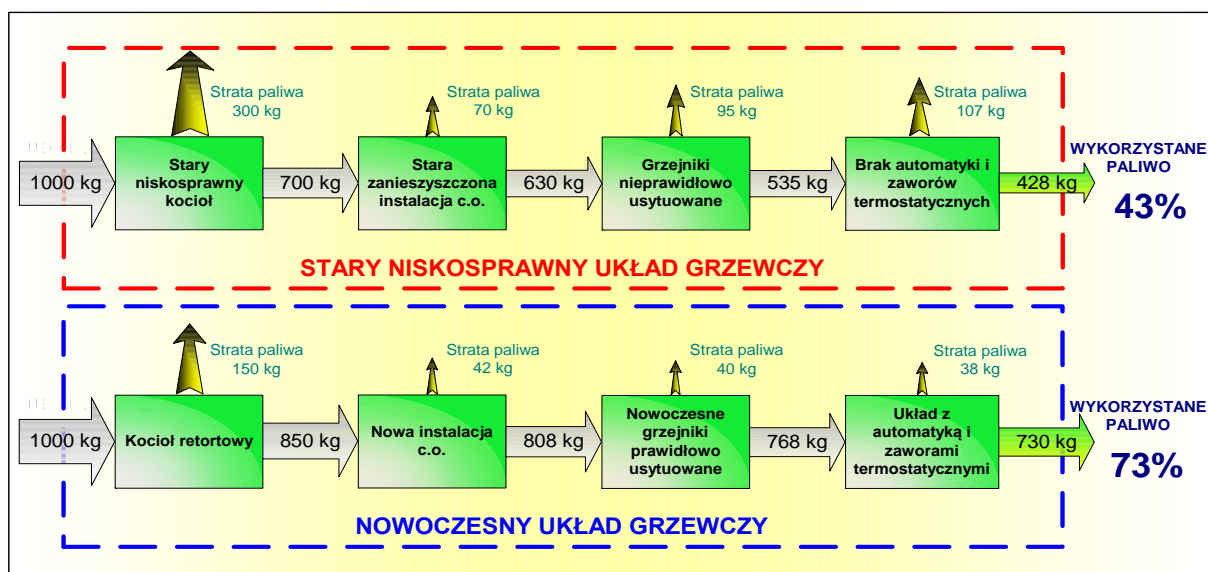 Strata paliwa
300 kg
Strata paliwa
70 kg
Strata paliwa
95 kg
Strata paliwa
107 kg
1000 kg
Stary
niskosprawny
kocioł
700 kg
Stara
zanieszyszczona
instalacja c.o.
630 kg
Grzejniki
nieprawidłowo
usytuowane
535 kg
Brak automatyki i
zaworów
termostatycznych
428 kg
WYKORZYSTANE
PALIWO
43%
STARY NISKOSPRAWNY UKŁAD GRZEWCZY
Strata paliwa
150 kg
Strata paliwa
42 kg
Strata paliwa
40 kg
Strata paliwa
38 kg
1000 kg
Kocioł retortowy
850 kg
Nowa instalacja
c.o.
808 kg
Nowoczesne
grzejniki
prawidłowo
usytuowane
768 kg
Układ z
automatyką i
zaworami
termostatycznymi
730 kg
WYKORZYSTANE
PALIWO
73%
NOWOCZESNY UKŁAD GRZEWCZY